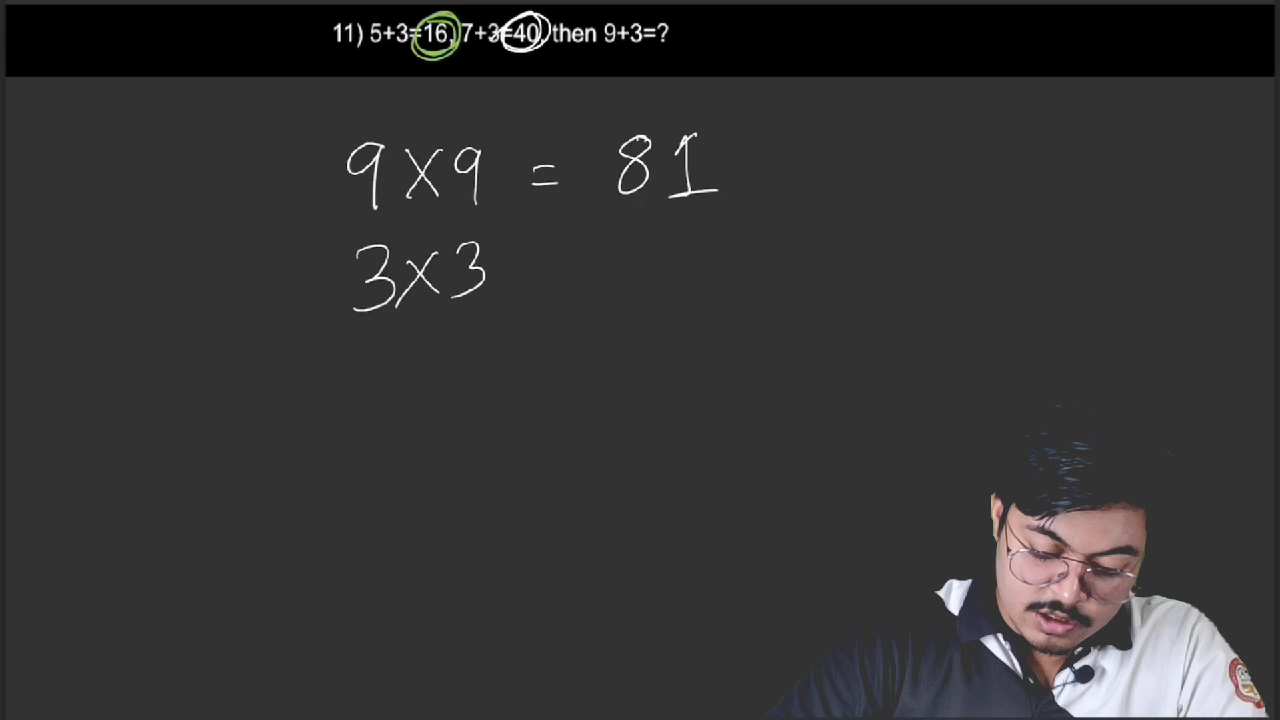 11) 5+3=16, 7+3=40, then 9+3=?
9X9 = 81
3X3